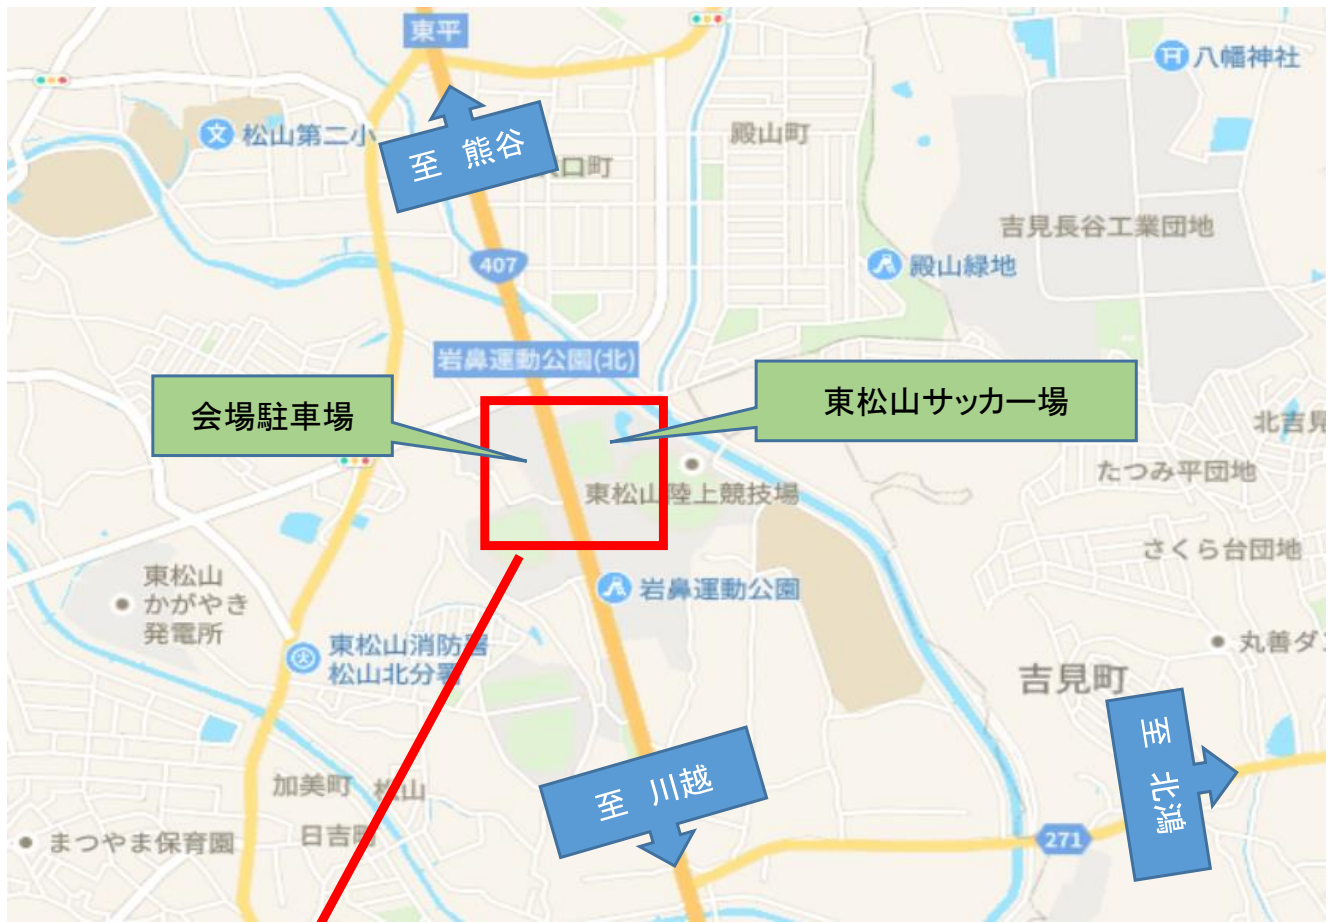 東平
八幡神社
松山第二小
殿山町
至 熊谷
口町
吉見長谷工業団地
407
殿山緑地
岩鼻運動公園(北)
会場駐車場
東松山サッカー場
北吉見
たつみ平団地
東松山陸上競技場
さくら台団地
東松山
かがやき
発電所
岩鼻運動公園
東松山消防署
松山北分署
丸善ダ
吉見町
至 北鴻
加美町
松山
至 川越
まつやま保育園
日吉町
271